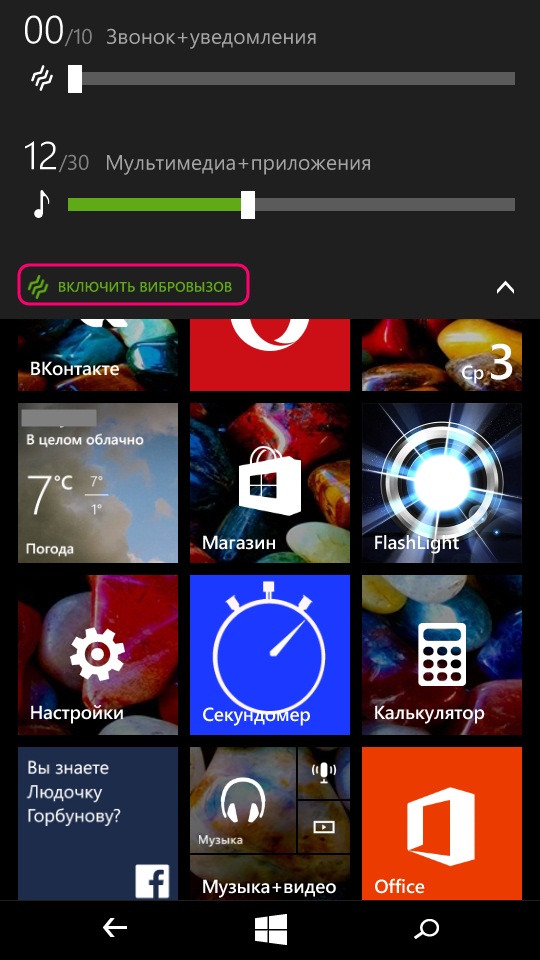 00/10 Звонок+уведомления
12/30 Мультимедиа+приложения
ВКЛЮЧИТЬ ВИБРОВЫЗОВ
ВКонтакте
Ср 3
В целом облачно
7°C
7°
1°
Погода
Магазин
FlashLight
Настройки
Секундомер
Калькулятор
Вы знаете
Людочку
Горбунову?
Музыка
Музыка+видео
Office